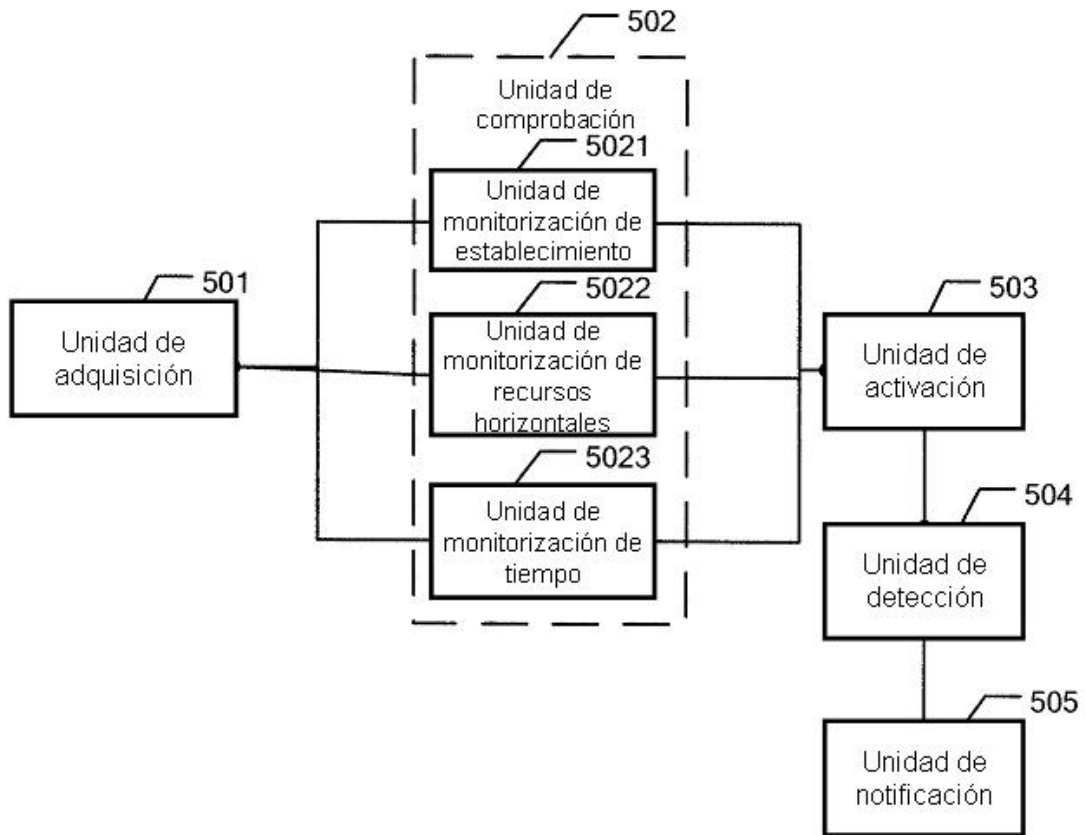 502
Unidad de
comprobación
5021
Unidad de
monitorización de
establecimiento
501
Unidad de
adquisición
5022
Unidad de
monitorización de
recursos
horizontales
503
Unidad de
activación
5023
Unidad de
monitorización de
tiempo
504
Unidad de
detección
505
Unidad de
notificación